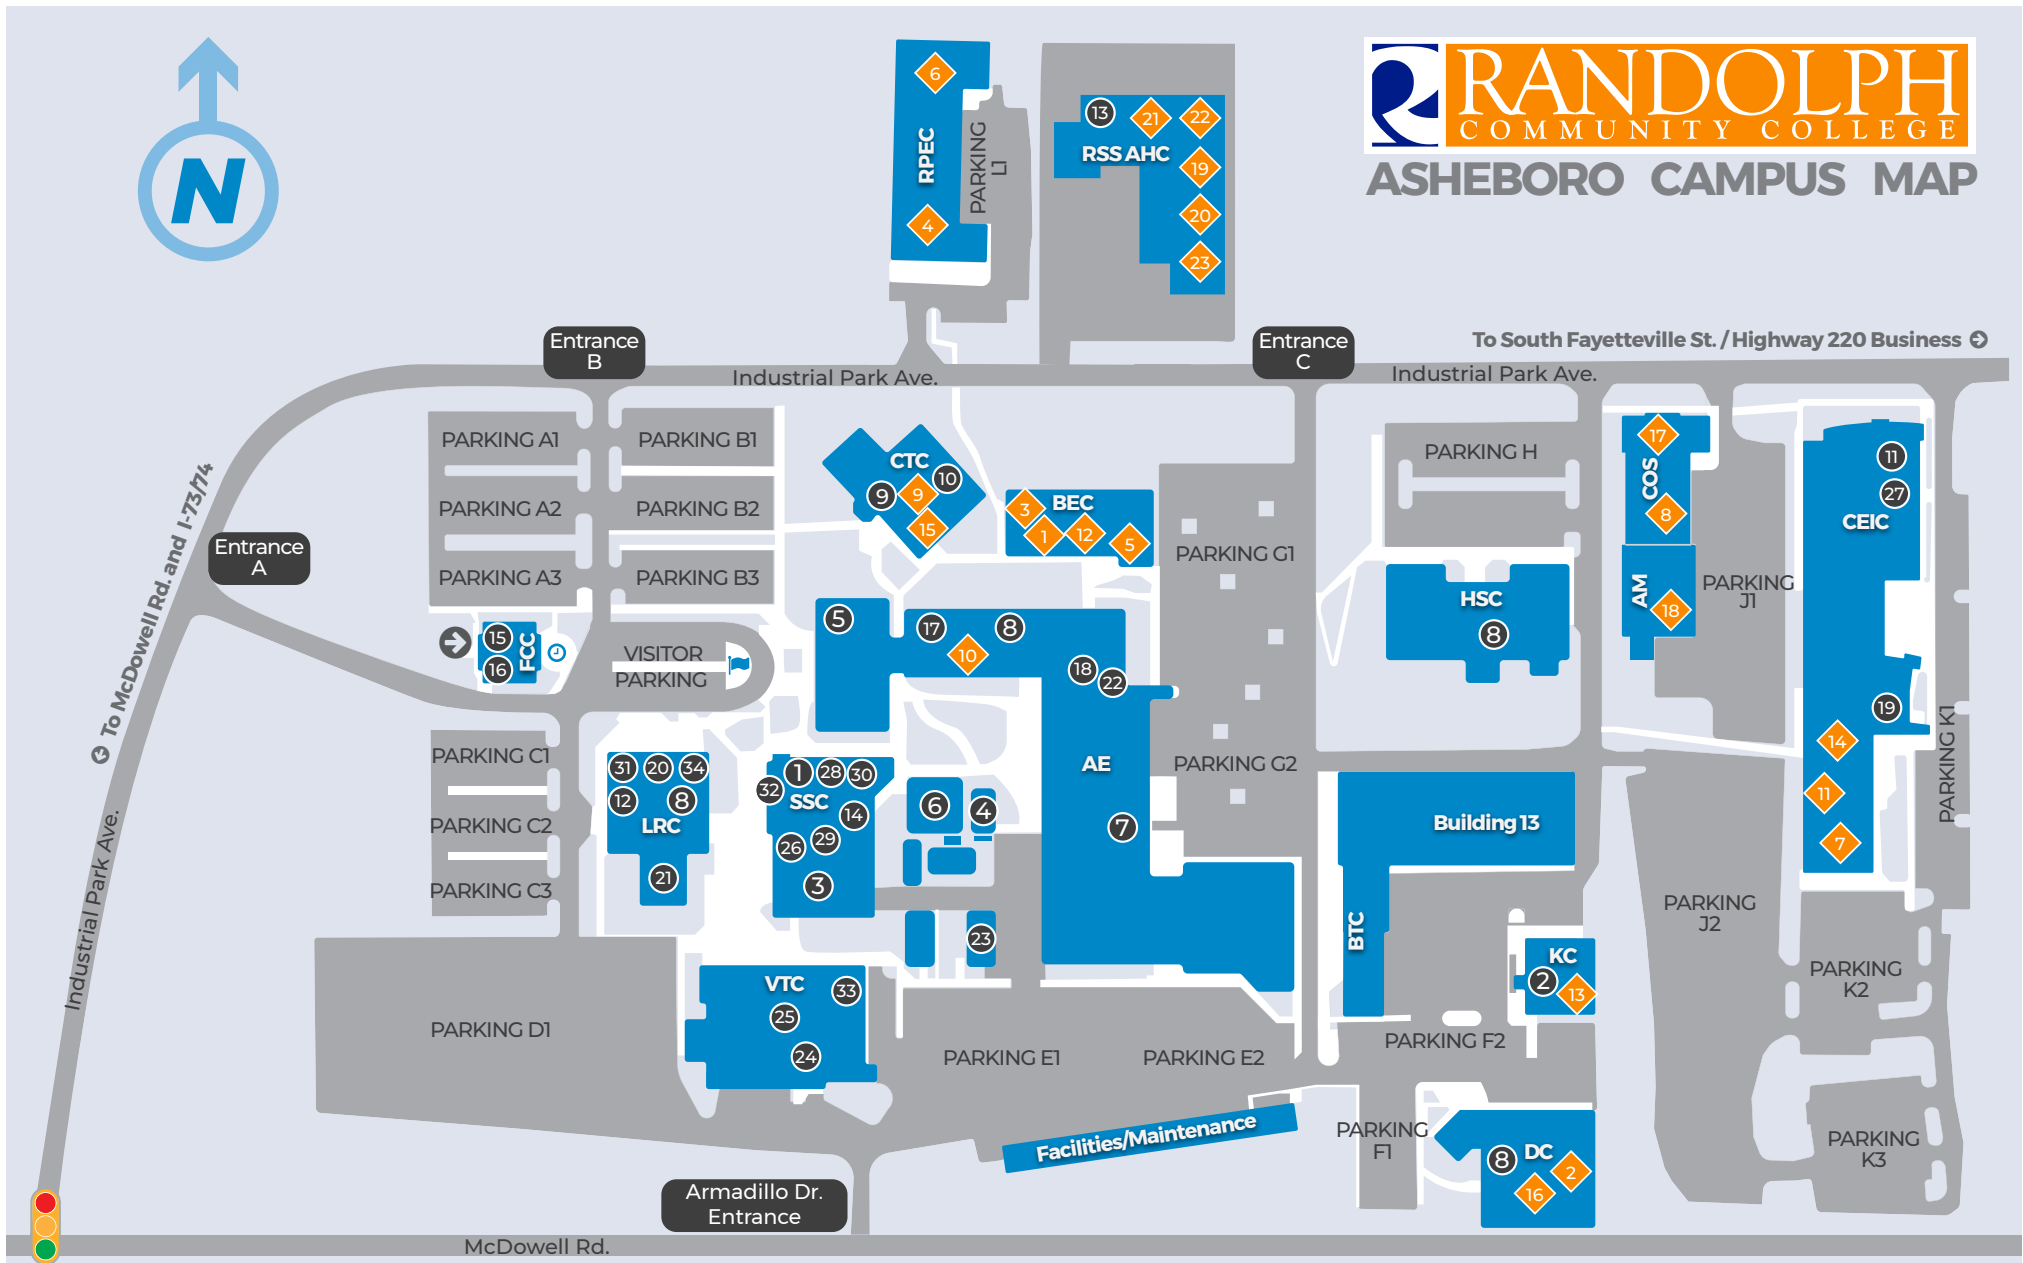 N
RANDOLPH
COMMUNITY COLLEGE
ASHEBORO CAMPUS MAP
6
RPEC
4
PARKING
L1
13
21
22
RSS AHC
19
20
23
Entrance
B
Entrance
C
To South Fayetteville St. / Highway 220 Business
Industrial Park Ave.
Industrial Park Ave.
To McDowell Rd. and I-73/74
Entrance
A
Industrial Park Ave.
PARKING A1
PARKING B1
PARKING A2
PARKING B2
PARKING A3
PARKING B3
CTC
10
9
9
15
BEC
3
1
12
5
PARKING G1
PARKING H
17
COS
8
AM
18
PARKING
J1
11
27
CEIC
19
14
11
7
PARKING K1
HSC
8
15
16
FCC
VISITOR
PARKING
5
17
8
10
18
22
AE
7
PARKING G2
PARKING C1
PARKING C2
PARKING C3
31
20
34
12
8
LRC
21
1
28
30
32
SSC
14
29
26
3
6
4
23
Building 13
BTC
KC
2
13
PARKING
J2
PARKING
K2
PARKING
K3
PARKING D1
VTC
33
25
24
PARKING E1
PARKING E2
PARKING F2
PARKING
F1
Facilities/Maintenance
8
DC
2
16
Armadillo Dr.
Entrance
McDowell Rd.